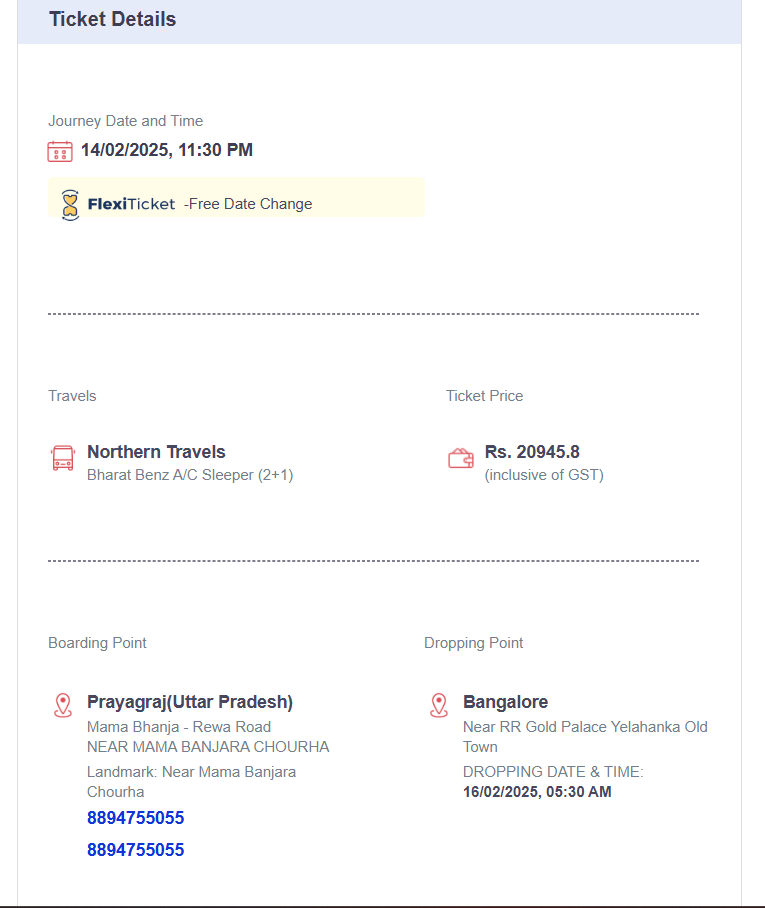 Ticket Details
Journey Date and Time
14/02/2025, 11:30 PM
FlexiTicket -Free Date Change
Travels
Northern Travels
Bharat Benz A/C Sleeper (2+1)
Ticket Price
Rs. 20945.8
(inclusive of GST)
Boarding Point
Prayagraj(Uttar Pradesh)
Mama Bhanja - Rewa Road
NEAR MAMA BANJARA CHOURHA
Landmark: Near Mama Banjara
Chourha
8894755055
8894755055
Dropping Point
Bangalore
Near RR Gold Palace Yelahanka Old
Town
DROPPING DATE & TIME:
16/02/2025, 05:30 AM